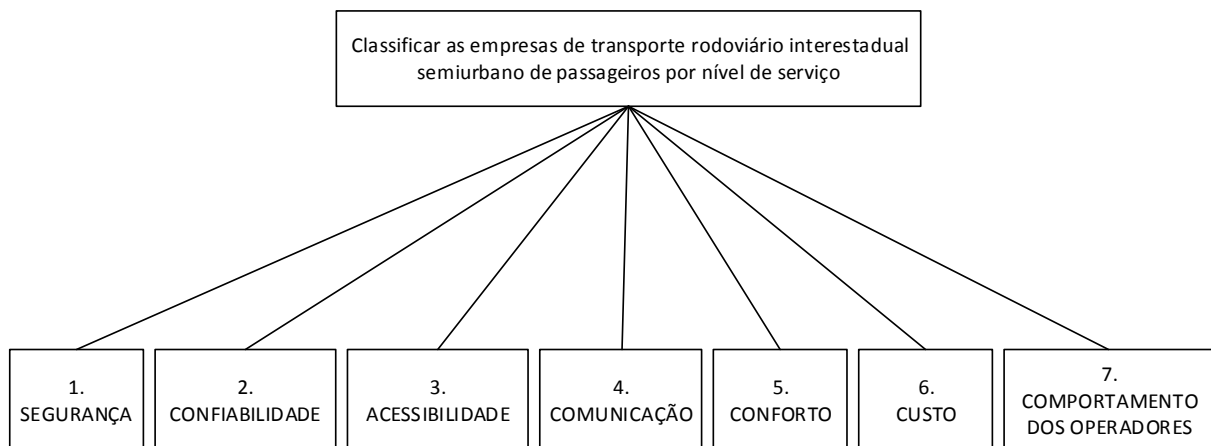 Classificar as empresas de transporte rodoviário interestadual
semiurbano de passageiros por nível de serviço
1.
SEGURANÇA
2.
CONFIABILIDADE
3.
ACESSIBILIDADE
4.
COMUNICAÇÃO
5.
CONFORTO
6.
CUSTO
7.
COMPORTAMENTO
DOS OPERADORES